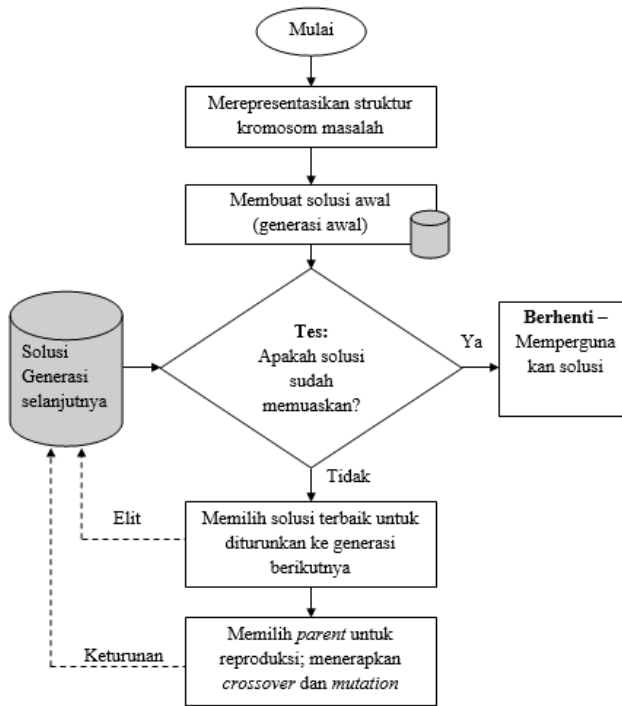 Mulai
Merepresentasikan struktur
kromosom masalah
Membuat solusi awal
(generasi awal)
Solusi
Generasi
selanjutnya
Tes:
Apakah solusi
sudah
memuaskan?
Ya
Berhenti –
Memperguna
kan solusi
Tidak
Elit
Memilih solusi terbaik untuk
diturunkan ke generasi
berikutnya
Keturunan
Memilih parent untuk
reproduksi; menerapkan
crossover dan mutation